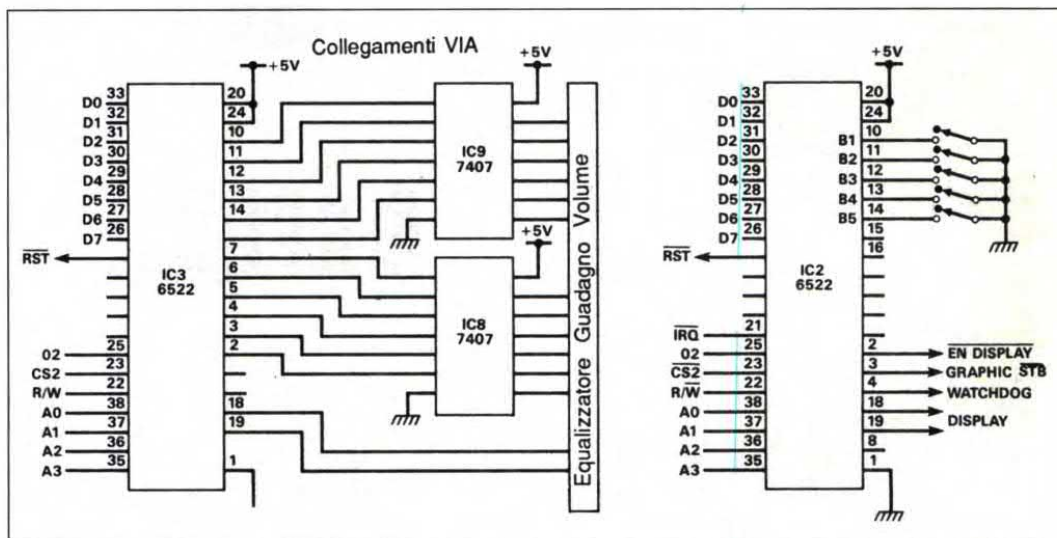 Collegamenti VIA
+5V
33
D0
32
D1
31
D2
30
D3
29
D4
28
D5
27
D6
26
D7
RST
25
02
23
CS2
22
R/W
38
A0
37
A1
36
A2
35
A3
IC3
6522
20
24
10
11
12
13
14
7
6
5
4
3
2
18
19
1
+5V
IC9
7407
+5V
IC8
7407
Equalizzatore Guadagno Volume
+5V
33
D0
32
D1
31
D2
30
D3
29
D4
28
D5
27
D6
26
D7
RST
21
IRQ
25
02
23
CS2
22
R/W
38
A0
37
A1
36
A2
35
A3
IC2
6522
20
24
10
B1
11
B2
12
B3
13
B4
14
B5
15
16
2
EN DISPLAY
3
GRAPHIC STB
4
WATCHDOG
18
19
DISPLAY
8
1